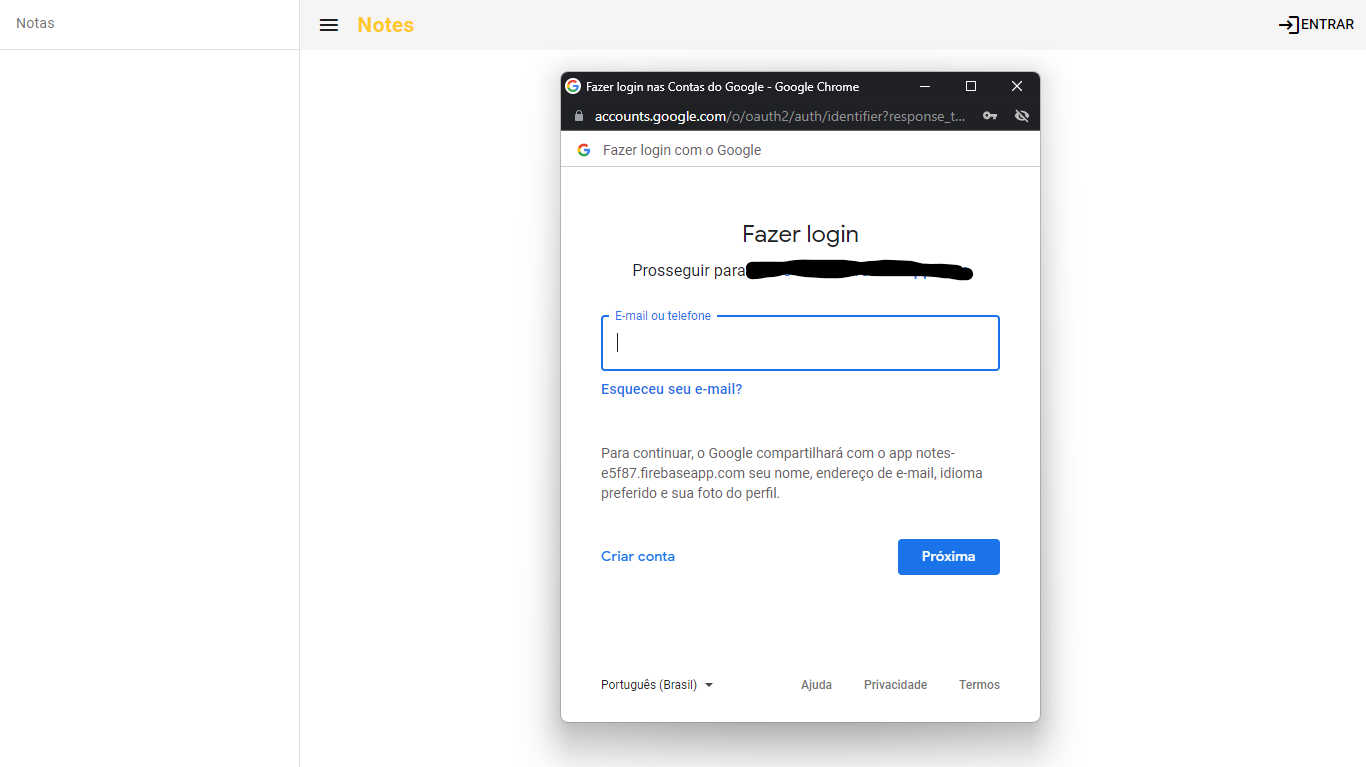 Notas
Notes
ENTRAR
Fazer login nas Contas do Google - Google Chrome
accounts.google.com/o/oauth2/auth/identifier?response_t...
Fazer login com o Google
Fazer login
Prosseguir para
E-mail ou telefone
Esqueceu seu e-mail?
Para continuar, o Google compartilhará com o app notes-
e5f87.firebaseapp.com seu nome, endereço de e-mail, idioma
preferido e sua foto do perfil.
Criar conta
Próxima
Português (Brasil)
Ajuda
Privacidade
Termos